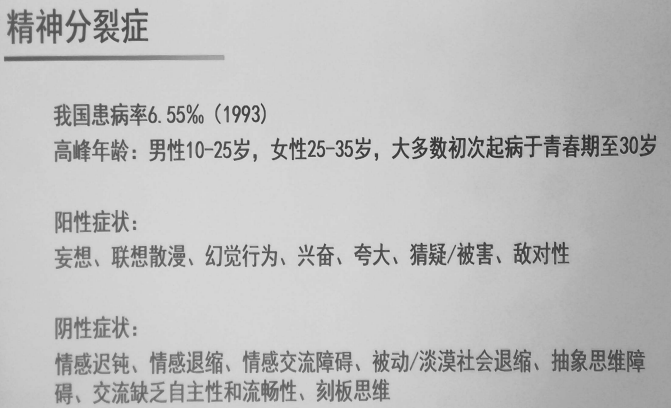 精神分裂症
我国患病率6.55‰（1993）
高峰年龄：男性10-25岁，女性25-35岁，大多数初次起病于青春期至30岁
阳性症状：
妄想、联想散漫、幻觉行为、兴奋、夸大、猜疑/被害、敌对性
阴性症状：
情感迟钝、情感退缩、情感交流障碍、被动/淡漠社会退缩、抽象思维障
碍、交流缺乏自主性和流畅性、刻板思维